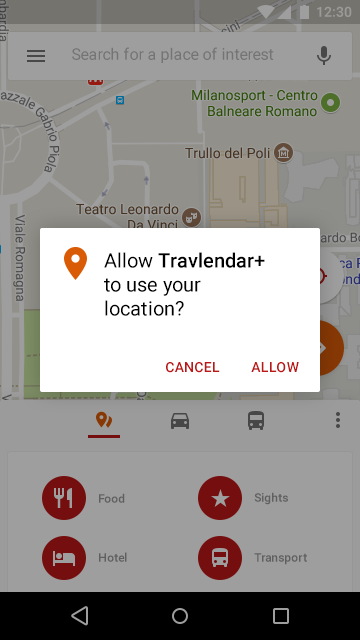 12:30
Search for a place of interest
azzale Gabrio Piola
Milanosport - Centro
Balneare Romano
Trullo del Poli
Teatro Leonardo
Da Vinci
Viale Romagna
Allow Travlendar+
to use your
location?
CANCEL
ALLOW
Food
Sights
Hotel
Transport